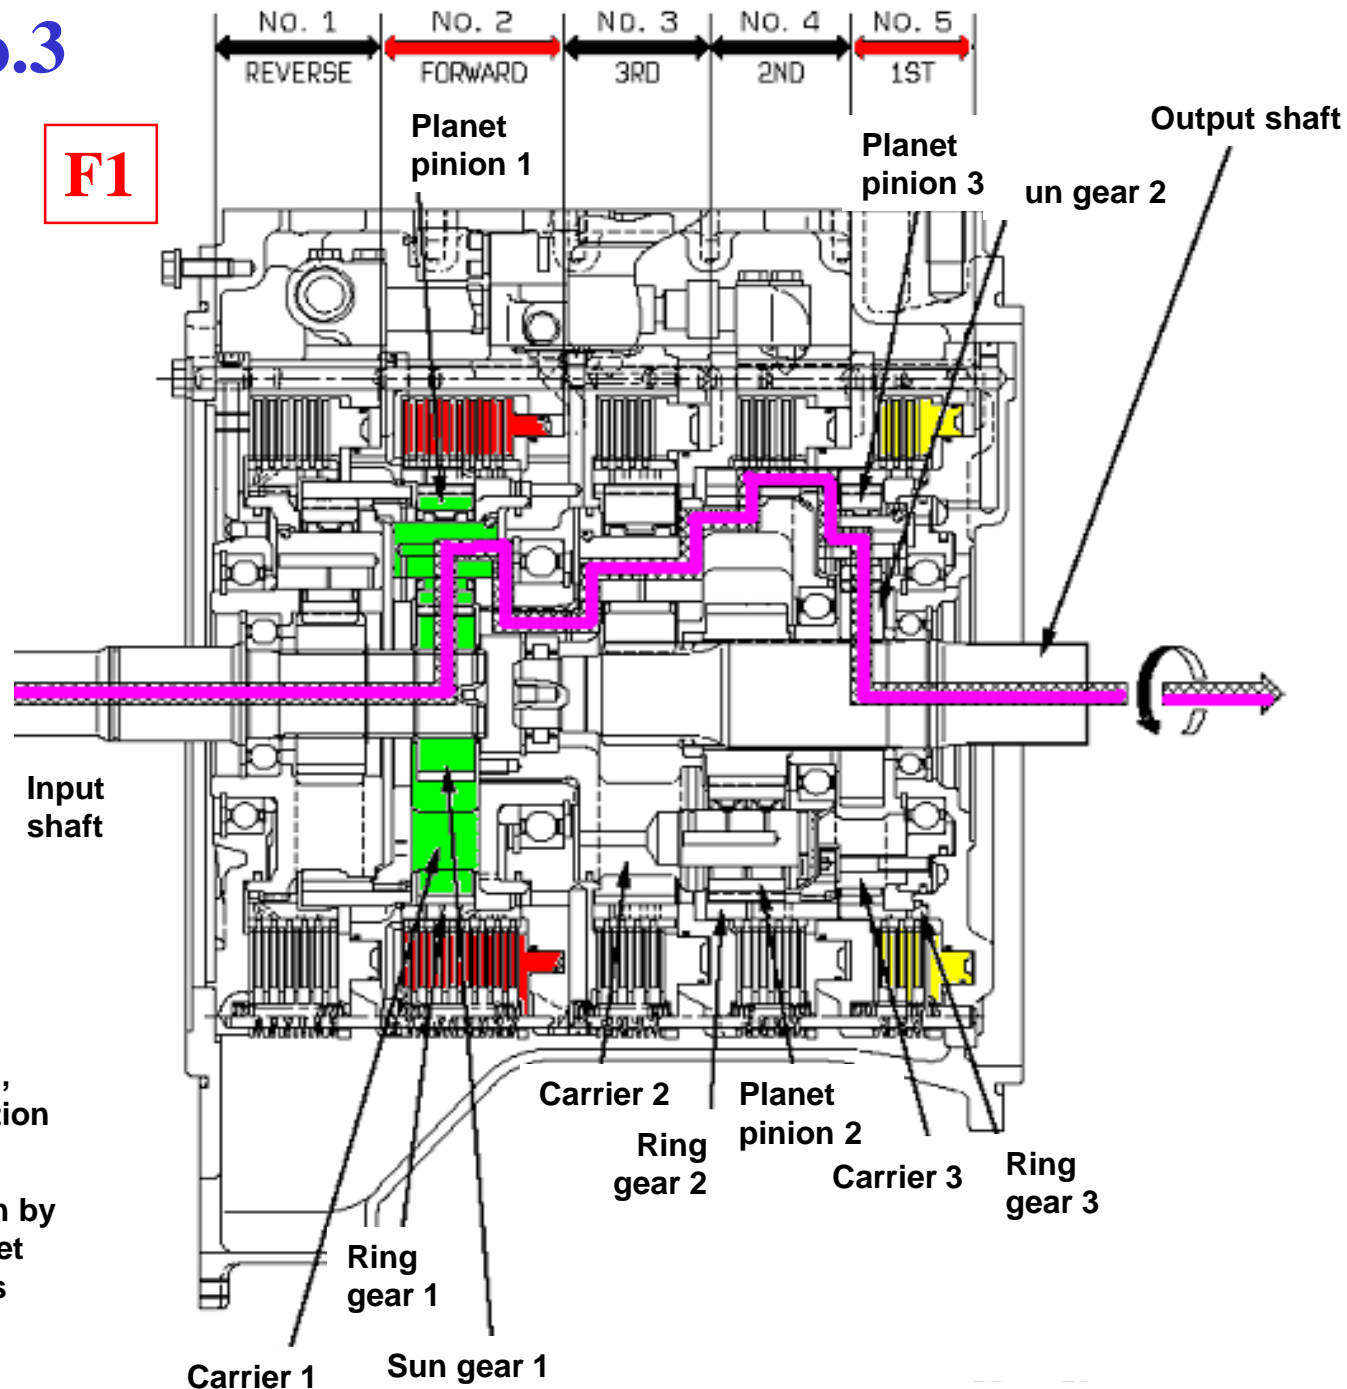 o.3
NO. 1
NO. 2
NO. 3
NO. 4
NO. 5
REVERSE
FORWARD
3RD
2ND
1ST
F1
Planet
pinion 1
Planet
pinion 3
un gear 2
Output shaft
Input
shaft
,
tion
n by
et
s
Carrier 2
Planet
pinion 2
Ring
gear 2
Carrier 3
Ring
gear 3
Ring
gear 1
Carrier 1
Sun gear 1